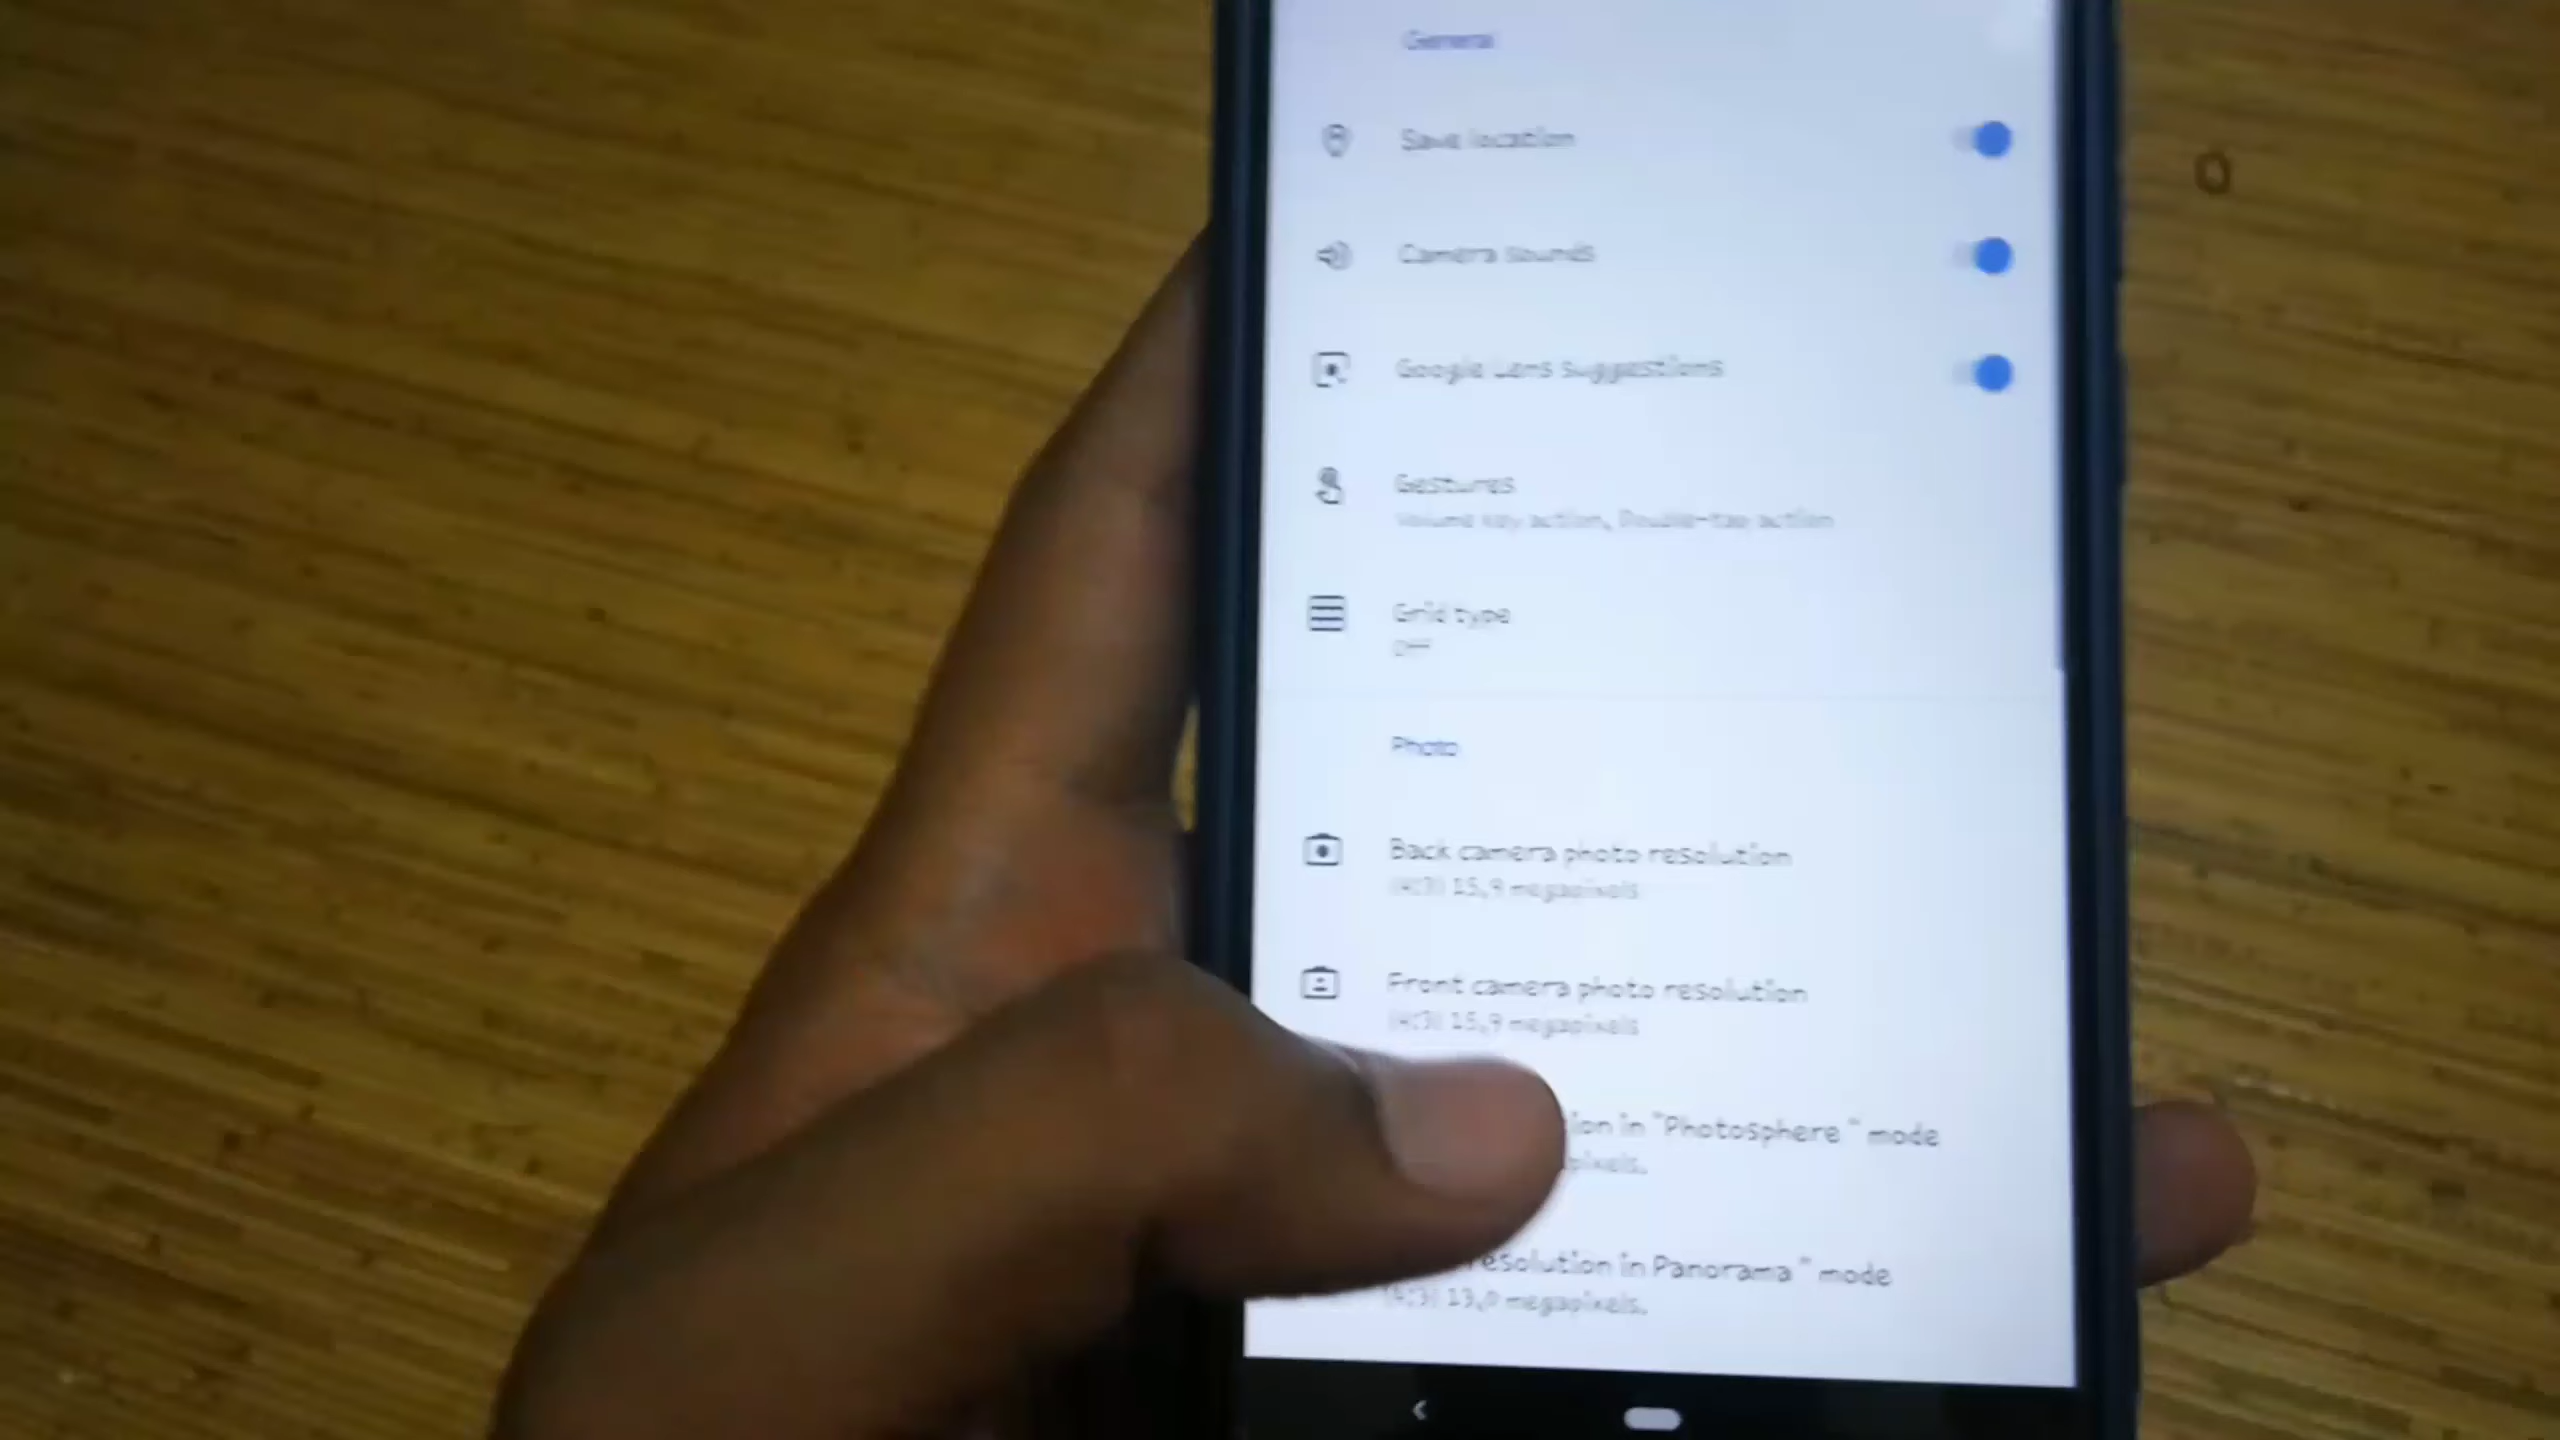 General
Save location
Camera sounds
Google Lens suggestions
Gestures
Volume key action, Double-tap action
Grid type
Off
Photo
Back camera photo resolution
(4:3) 15,9 megapixels
Front camera photo resolution
(4:3) 15,9 megapixels
in "Photosphere " mode
resolution in Panorama " mode
(4:3) 13,0 megapixels.